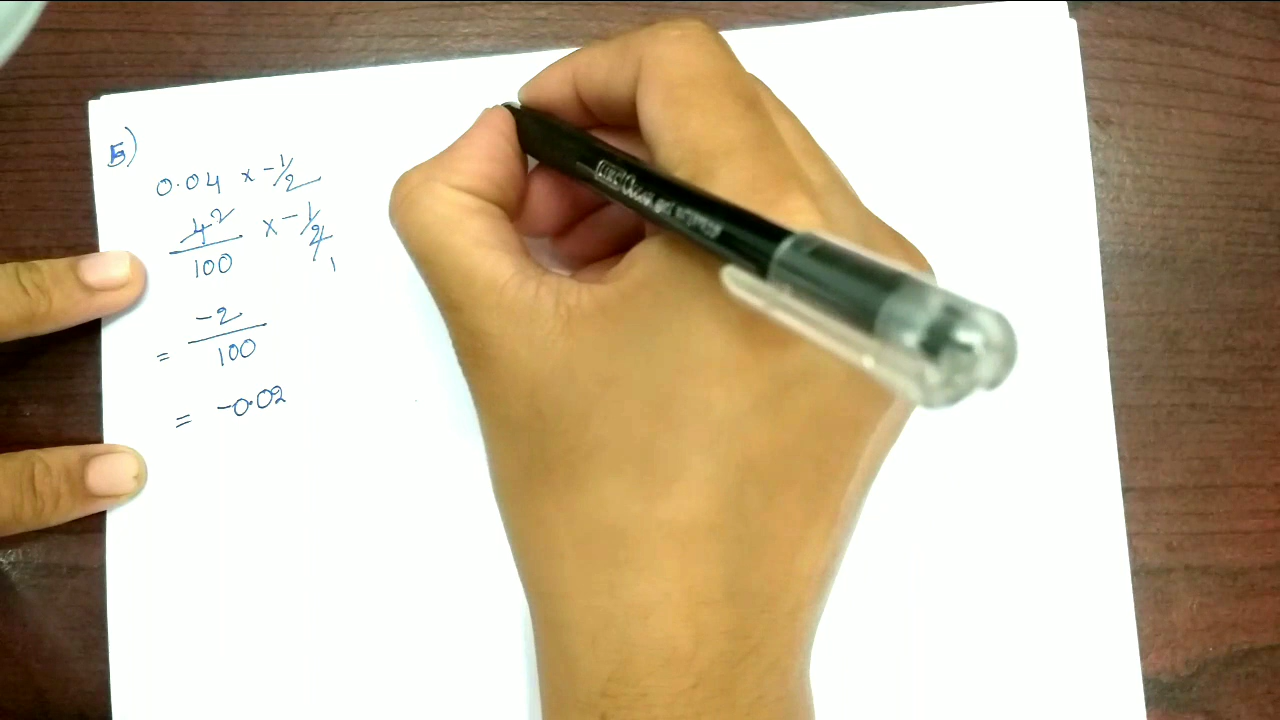 5)
0.04 x -1/2
4 2/100 x -1/2 1
= -2/100
= -0.02